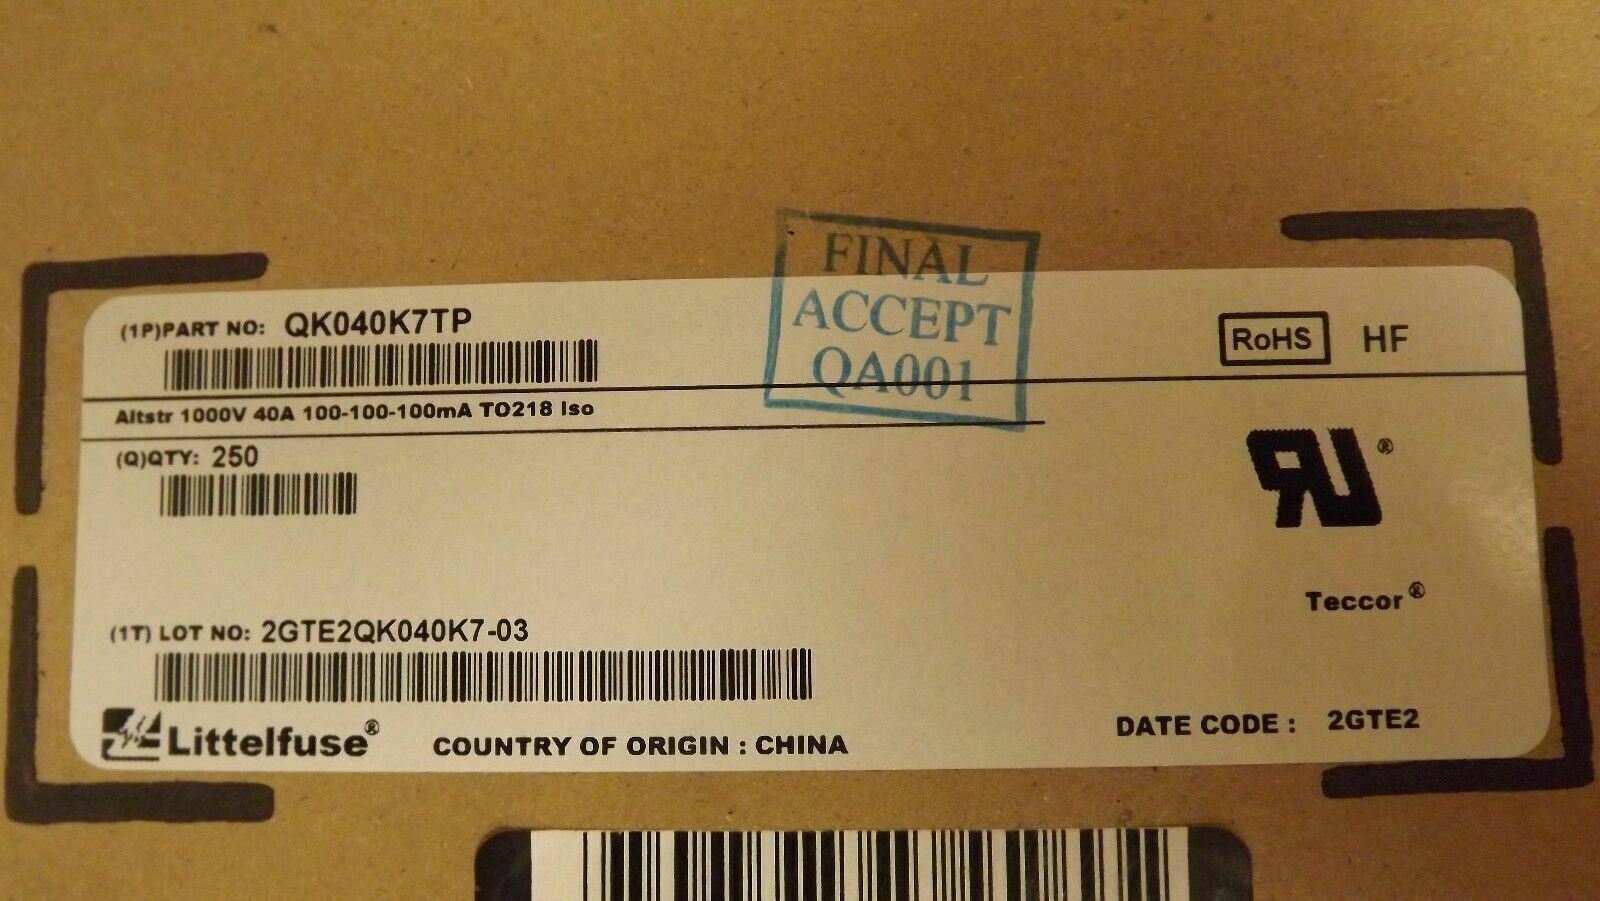 FINAL
ACCEPT
QA001
(1P)PART NO: QK040K7TP
RoHS HF
Altstr 1000V 40A 100-100-100mA TO218 Iso
(Q)QTY: 250
RU®
Teccor®
(1T) LOT NO: 2GTE2QK040K7-03
Littelfuse® COUNTRY OF ORIGIN : CHINA
DATE CODE : 2GTE2